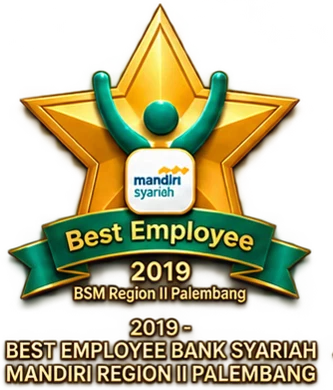 mandiri
syariah
Best Employee
2019
BSM Region II Palembang
2019 -
BEST EMPLOYEE BANK SYARIAH
MANDIRI REGION II PALEMBANG